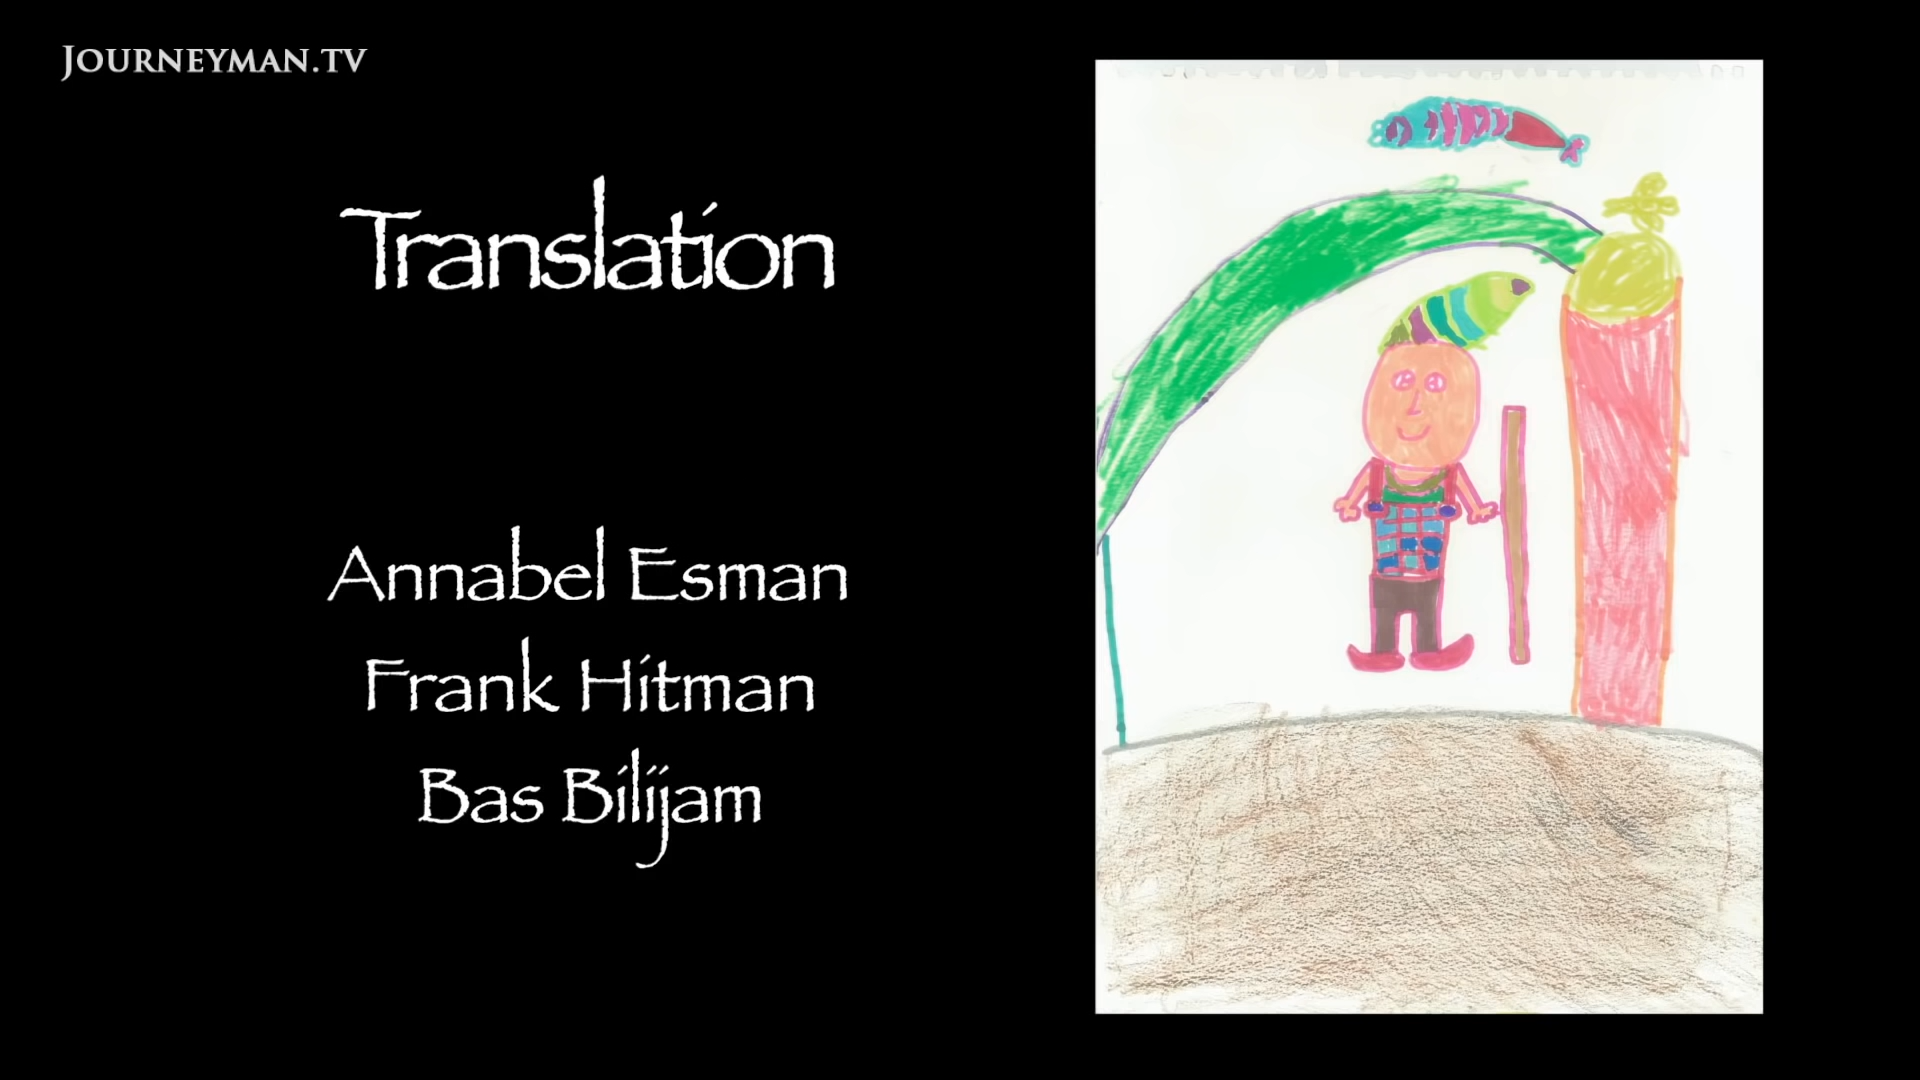 JOURNEYMAN.TV
Translation
Annabel Esman
Frank Hitman
Bas Bilijam